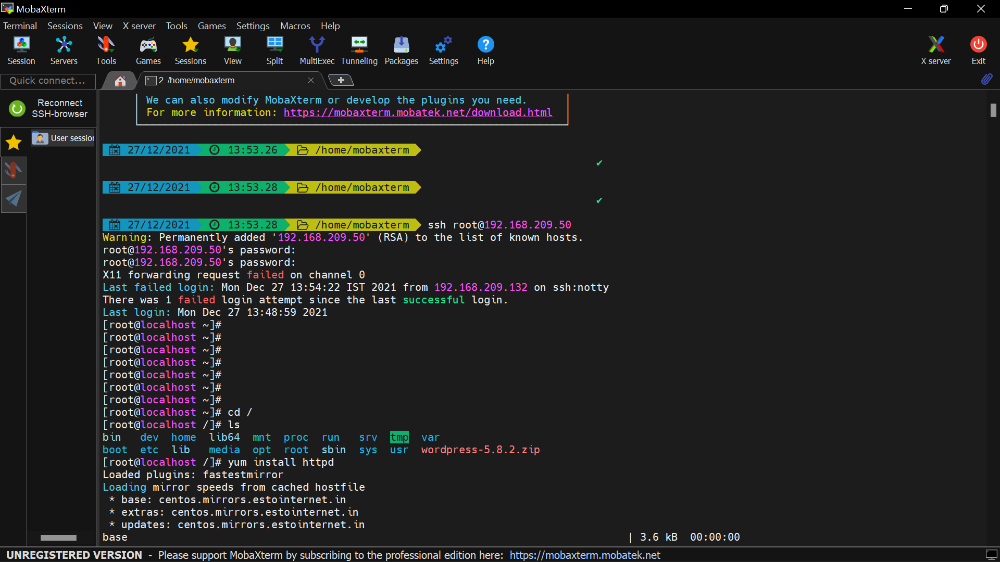 MobaXterm
Terminal Sessions View X server Tools Games Settings Macros Help
Session Servers Tools Games Sessions View Split MultiExec Tunneling Packages Settings Help X server Exit
Quick connect...
2. /home/mobaxterm
Reconnect
SSH-browser
User session
We can also modify MobaXterm or develop the plugins you need.
For more information: https://mobaxterm.mobatek.net/download.html
27/12/2021 13:53.26 /home/mobaxterm
✔
27/12/2021 13:53.28 /home/mobaxterm
✔
27/12/2021 13:53.28 /home/mobaxterm ssh root@192.168.209.50
Warning: Permanently added '192.168.209.50' (RSA) to the list of known hosts.
root@192.168.209.50's password:
root@192.168.209.50's password:
X11 forwarding request failed on channel 0
Last failed login: Mon Dec 27 13:54:22 IST 2021 from 192.168.209.132 on ssh:notty
There was 1 failed login attempt since the last successful login.
Last login: Mon Dec 27 13:48:59 2021
[root@localhost ~]#
[root@localhost ~]#
[root@localhost ~]#
[root@localhost ~]#
[root@localhost ~]#
[root@localhost ~]#
[root@localhost ~]#
[root@localhost ~]# cd /
[root@localhost /]# ls
bin dev home lib64 mnt proc run srv tmp var
boot etc lib media opt root sbin sys usr wordpress-5.8.2.zip
[root@localhost /]# yum install httpd
Loaded plugins: fastestmirror
Loading mirror speeds from cached hostfile
* base: centos.mirrors.estointernet.in
* extras: centos.mirrors.estointernet.in
* updates: centos.mirrors.estointernet.in
base | 3.6 kB 00:00:00
UNREGISTERED VERSION - Please support MobaXterm by subscribing to the professional edition here: https://mobaxterm.mobatek.net